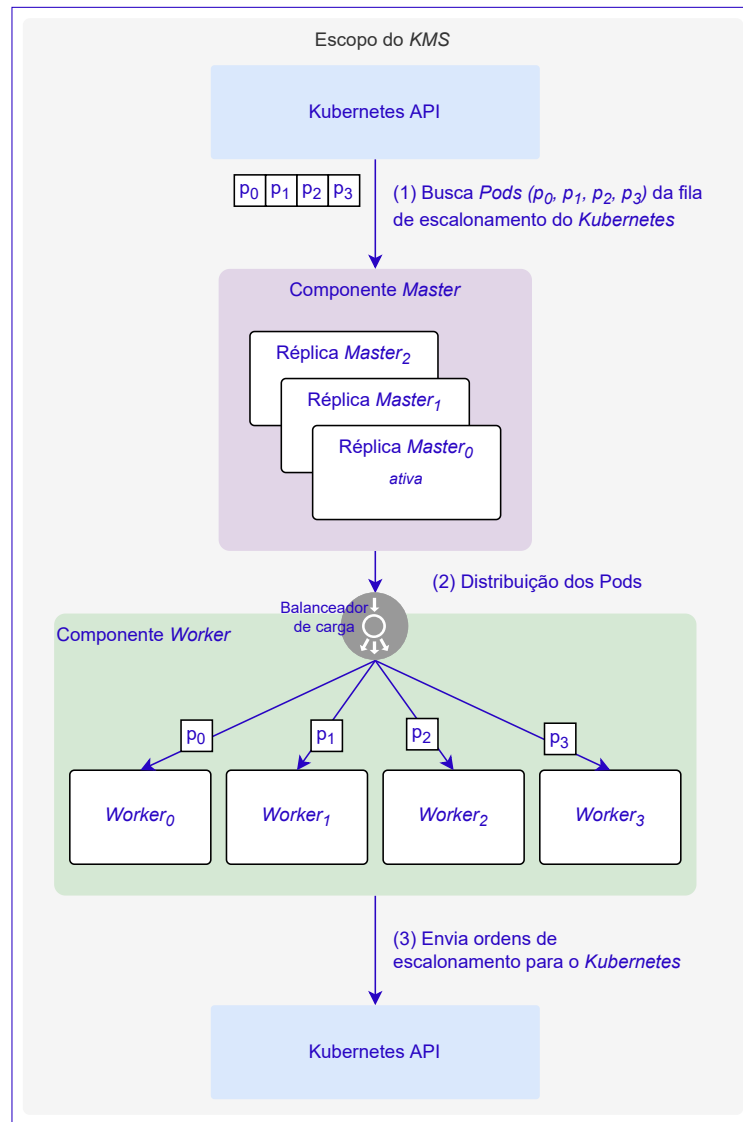 Escopo do KMS
Kubernetes API
p0 p1 p2 p3
(1) Busca Pods (p0, p1, p2, p3) da fila
de escalonamento do Kubernetes
Componente Master
Réplica Master2
Réplica Master1
Réplica Master0
ativa
(2) Distribuição dos Pods
Balanceador
de carga
Componente Worker
p0
p1
p2
p3
Worker0
Worker1
Worker2
Worker3
(3) Envia ordens de
escalonamento para o Kubernetes
Kubernetes API